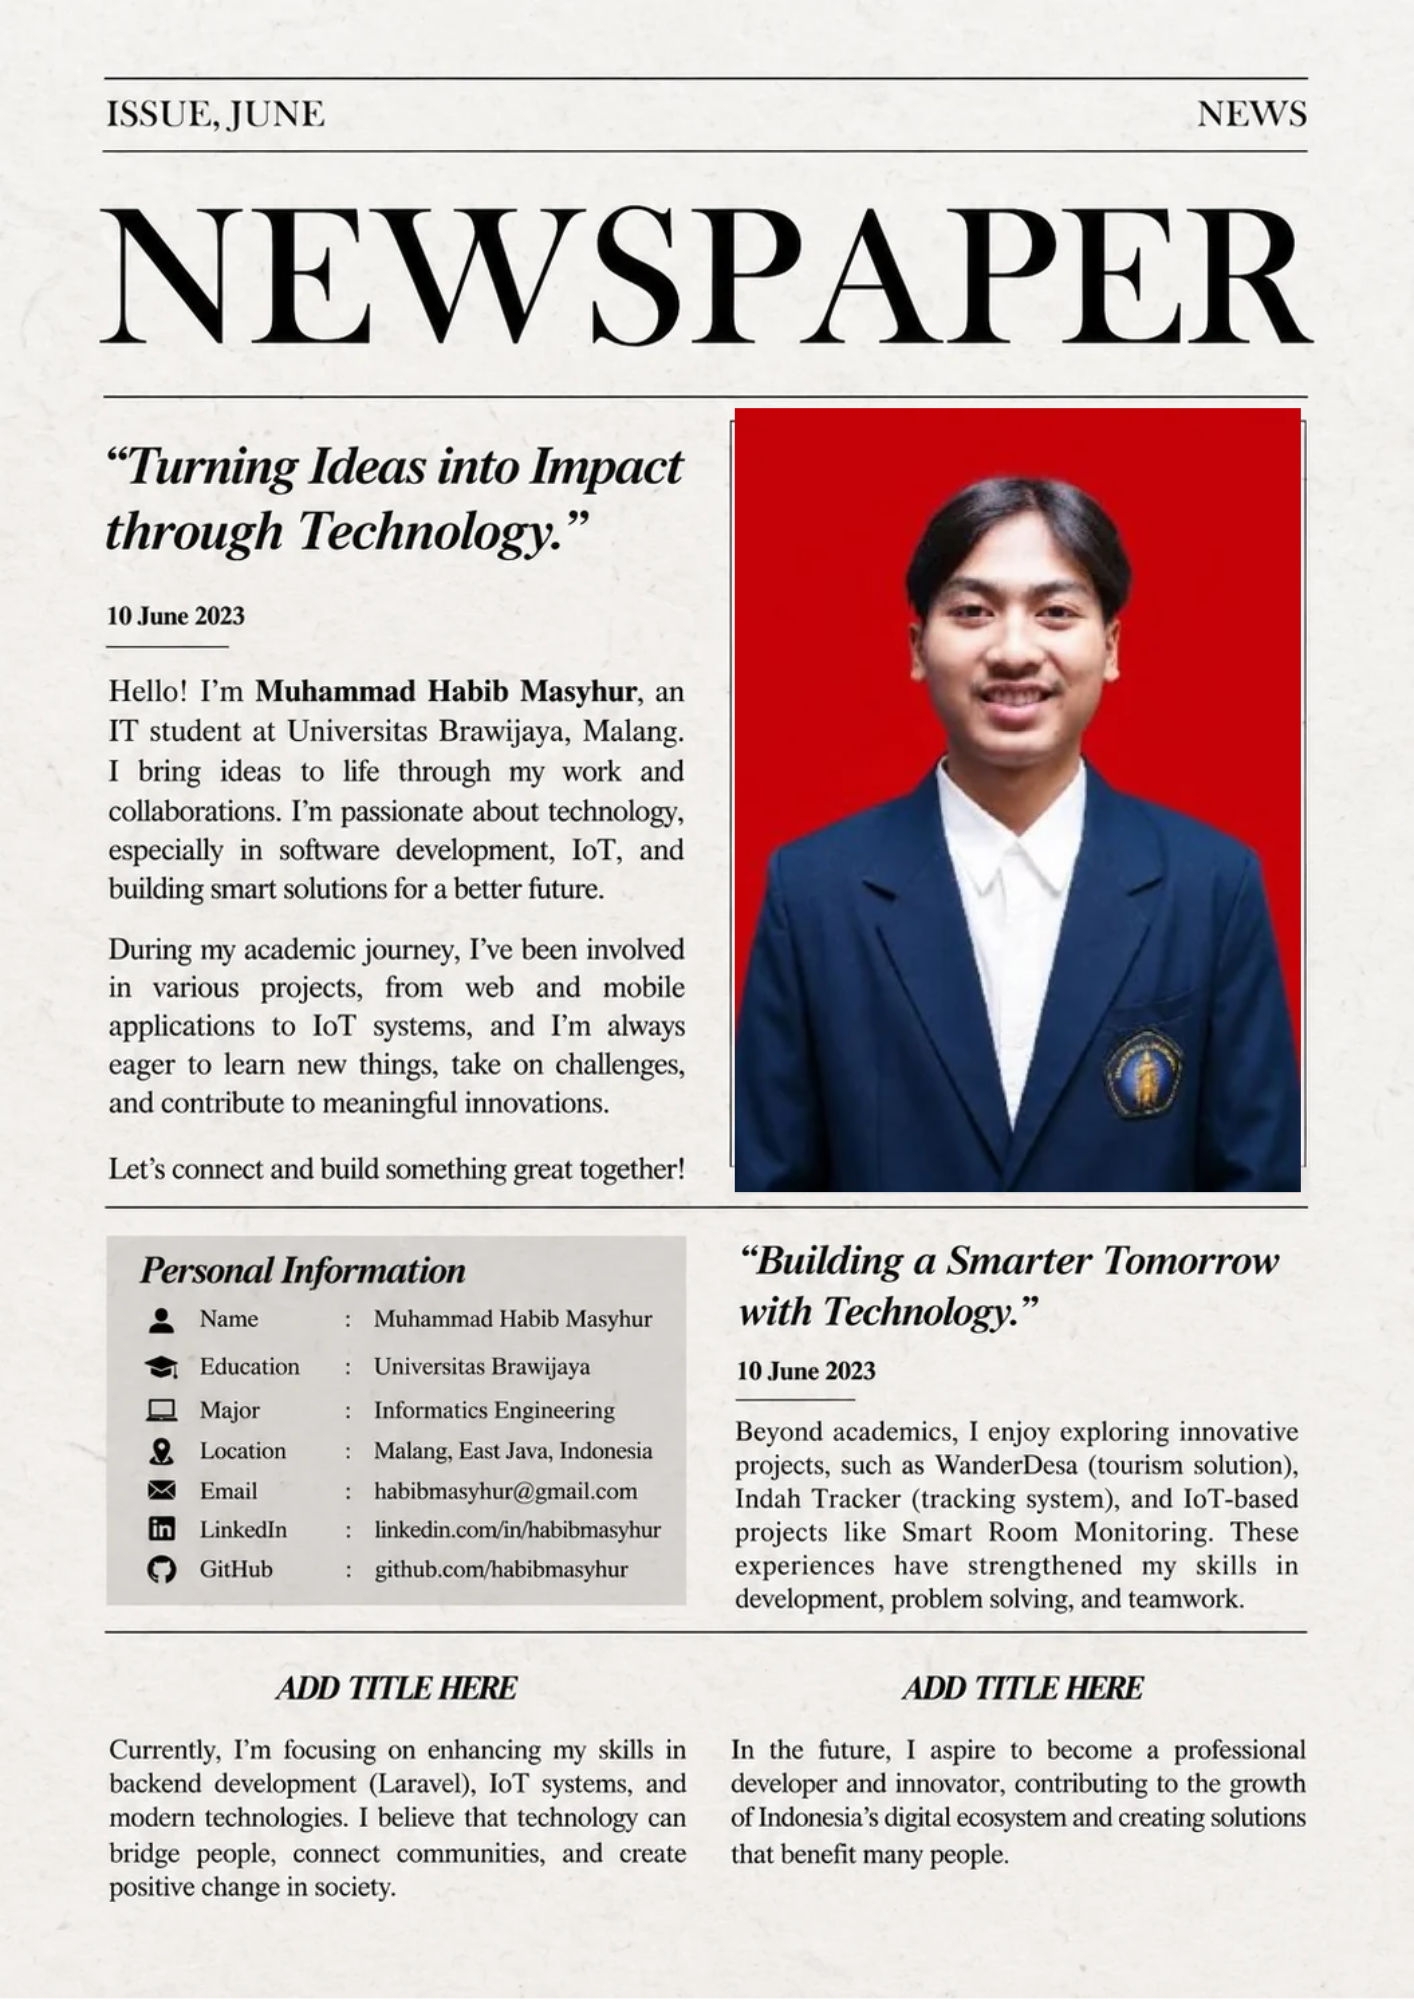 ISSUE, JUNE
NEWS
NEWSPAPER
“Turning Ideas into Impact
through Technology.”
10 June 2023
Hello! I’m Muhammad Habib Masyhur, an
IT student at Universitas Brawijaya, Malang.
I bring ideas to life through my work and
collaborations. I’m passionate about technology,
especially in software development, IoT, and
building smart solutions for a better future.
During my academic journey, I’ve been involved
in various projects, from web and mobile
applications to IoT systems, and I’m always
eager to learn new things, take on challenges,
and contribute to meaningful innovations.
Let’s connect and build something great together!
Personal Information
Name : Muhammad Habib Masyhur
Education : Universitas Brawijaya
Major : Informatics Engineering
Location : Malang, East Java, Indonesia
Email : habibmasyhur@gmail.com
LinkedIn : linkedin.com/in/habibmasyhur
GitHub : github.com/habibmasyhur
“Building a Smarter Tomorrow
with Technology.”
10 June 2023
Beyond academics, I enjoy exploring innovative
projects, such as WanderDesa (tourism solution),
Indah Tracker (tracking system), and IoT-based
projects like Smart Room Monitoring. These
experiences have strengthened my skills in
development, problem solving, and teamwork.
ADD TITLE HERE
Currently, I’m focusing on enhancing my skills in
backend development (Laravel), IoT systems, and
modern technologies. I believe that technology can
bridge people, connect communities, and create
positive change in society.
ADD TITLE HERE
In the future, I aspire to become a professional
developer and innovator, contributing to the growth
of Indonesia’s digital ecosystem and creating solutions
that benefit many people.